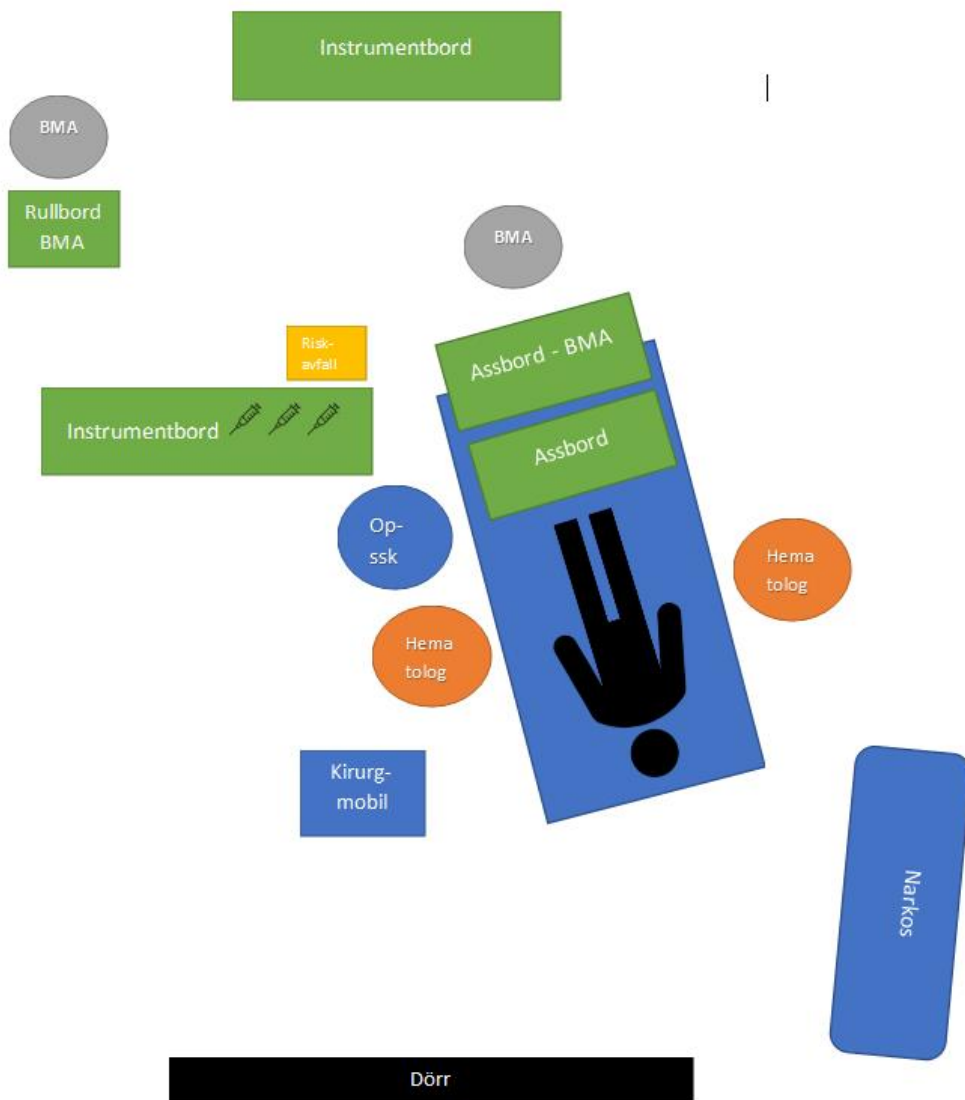 Instrumentbord
BMA
Rullbord
BMA
BMA
Risk-
avfall
Assbord - BMA
Instrumentbord
Assbord
Op-
ssk
Hema
tolog
Hema
tolog
Kirurg-
mobil
Narkos
Dörr